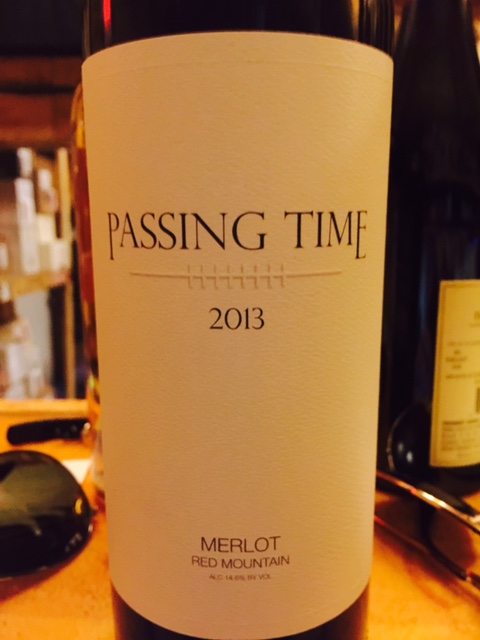 PASSING TIME
2013
MERLOT
RED MOUNTAIN
ALC 14.8% BY VOL